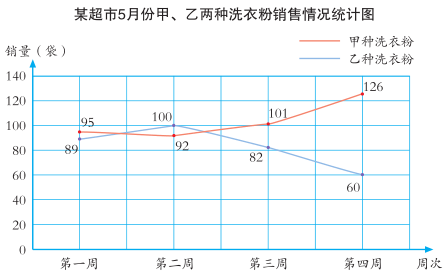 某超市5月份甲、乙两种洗衣粉销售情况统计图
销量（袋）
甲种洗衣粉
乙种洗衣粉
140
120
100
80
60
40
20
0
95
89
100
92
101
82
126
60
第一周
第二周
第三周
第四周
周次